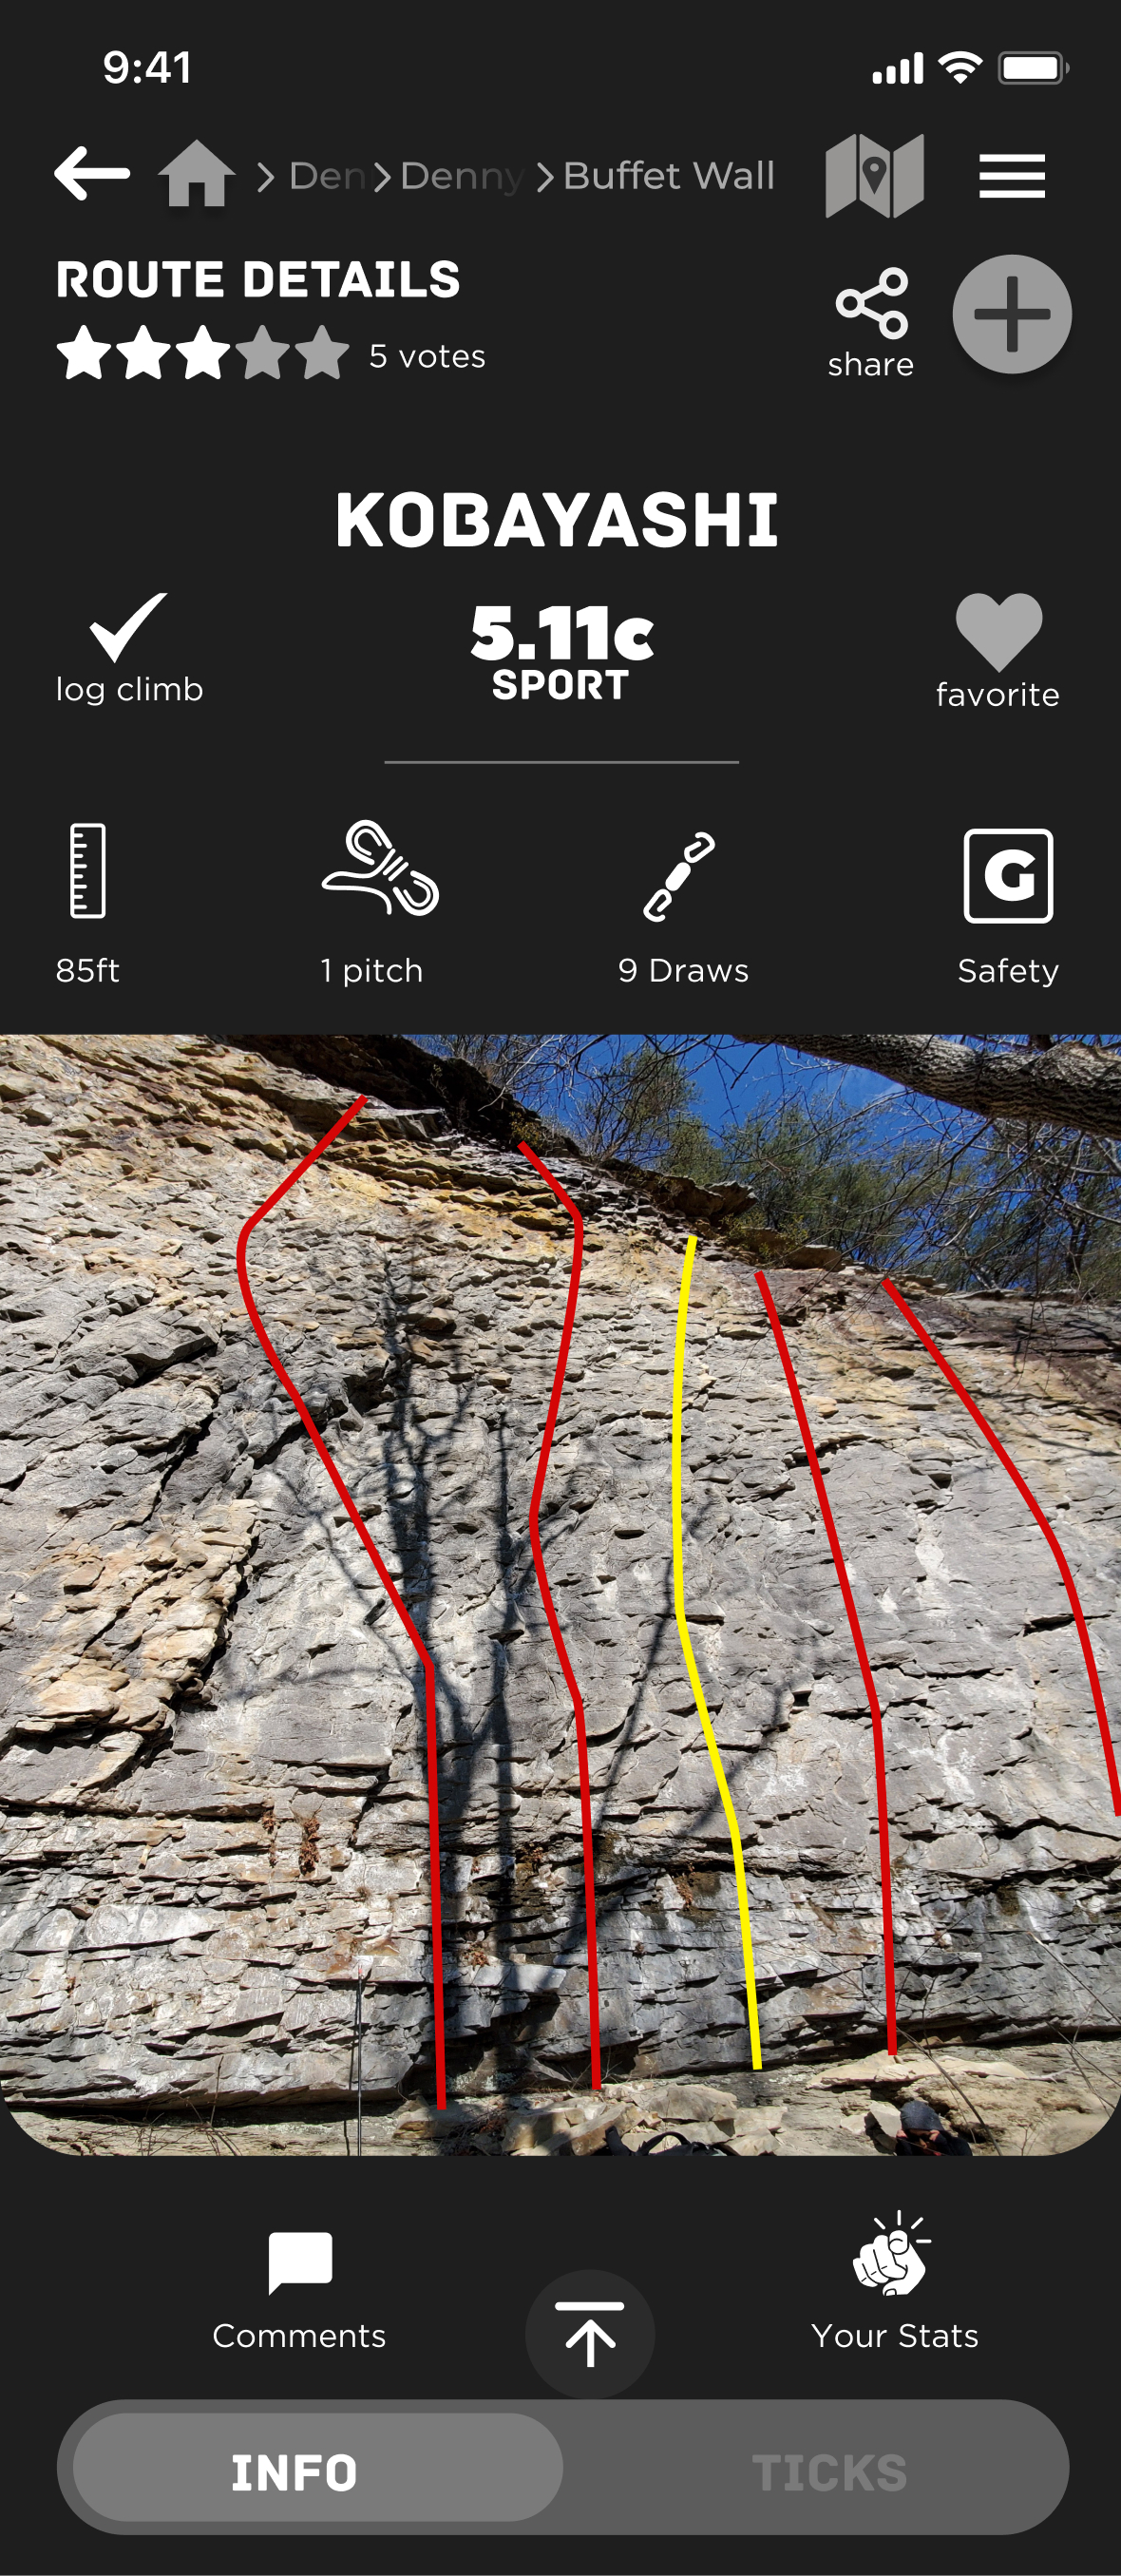 9:41
> Den > Denny > Buffet Wall
ROUTE DETAILS
5 votes
share
KOBAYASHI
log climb
5.11c
SPORT
favorite
G
85ft
1 pitch
9 Draws
Safety
Comments
Your Stats
INFO
TICKS